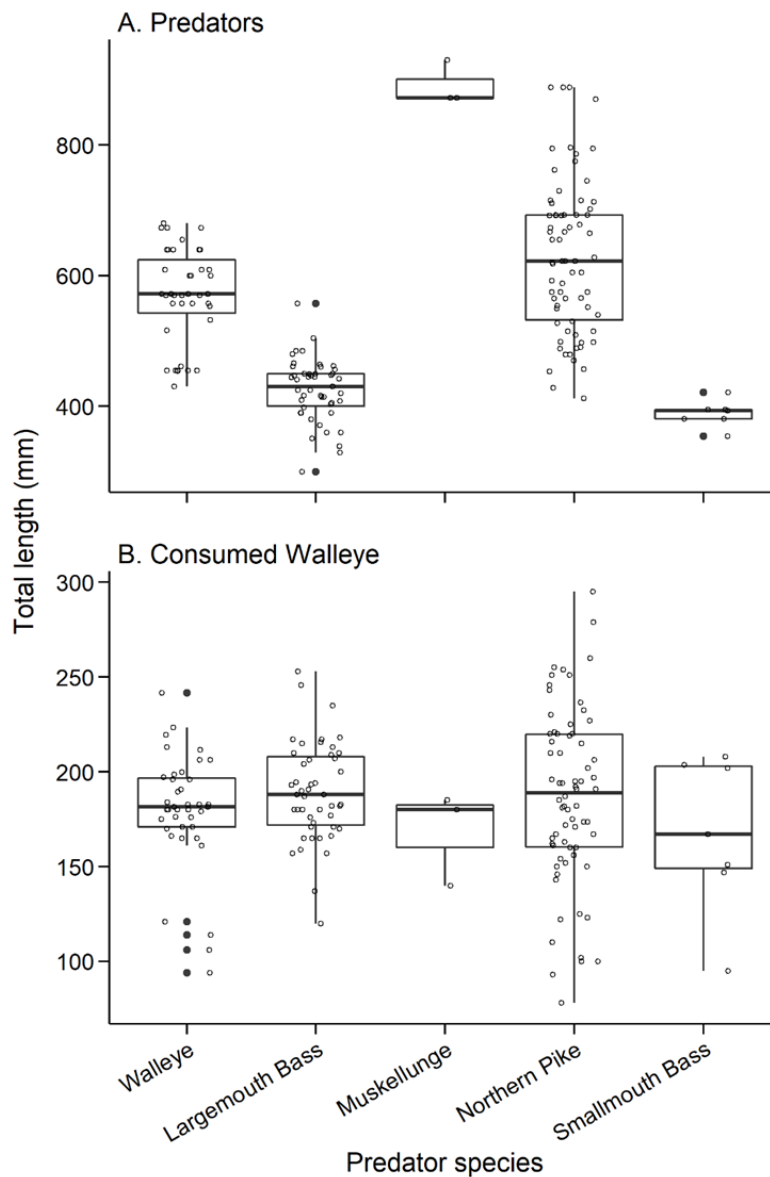 A. Predators
800
600
400
Total length (mm)
B. Consumed Walleye
300
250
200
150
100
Walleye
Largemouth Bass
Muskellunge
Northern Pike
Smallmouth Bass
Predator species